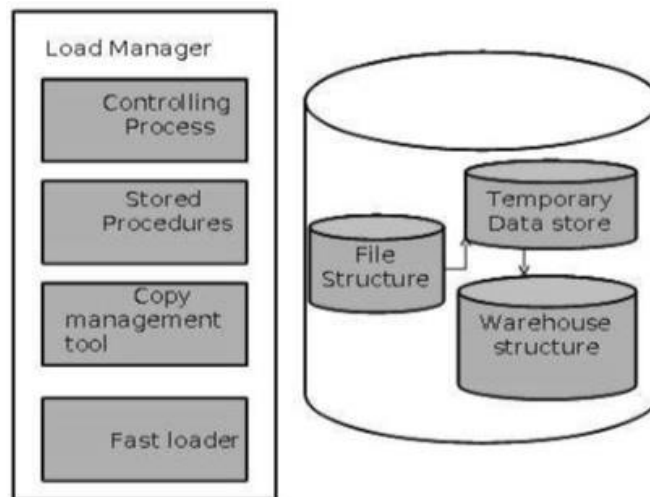 Load Manager
Controlling
Process
Stored
Procedures
Copy
management
tool
Fast loader
File
Structure
Temporary
Data store
Warehouse
structure